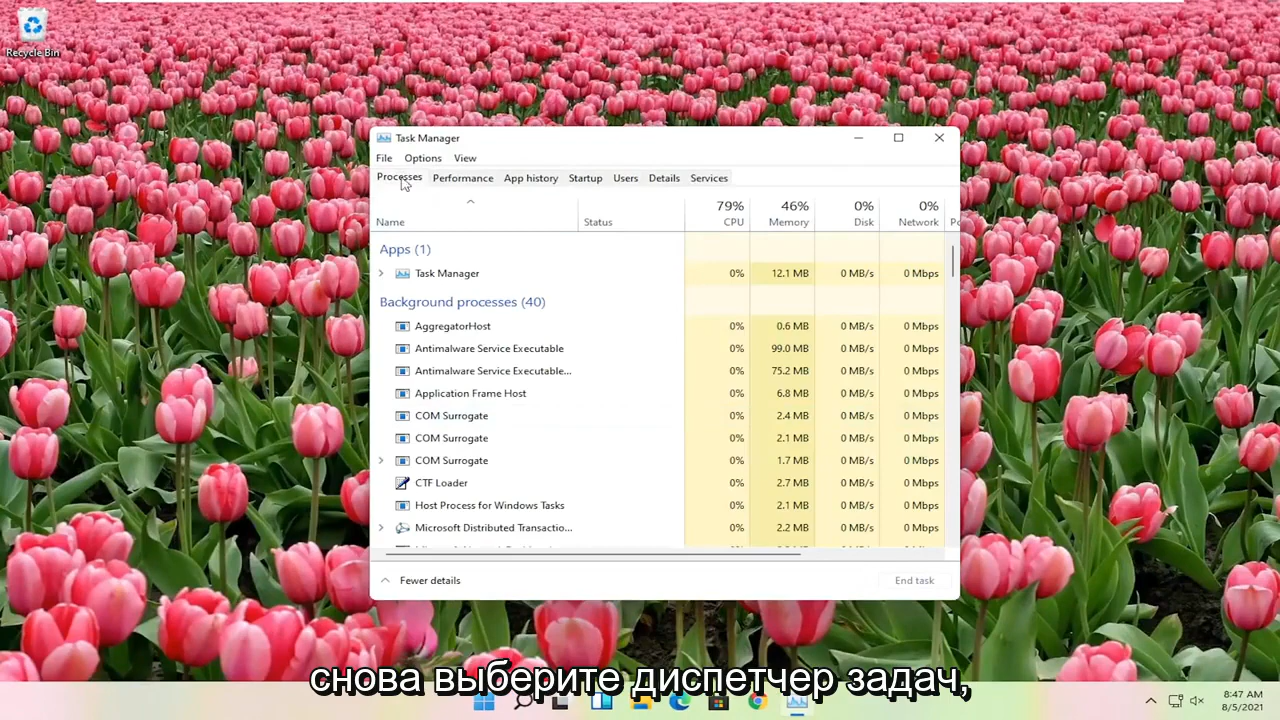 Recycle Bin
Task Manager
File Options View
Processes Performance App history Startup Users Details Services
79% 46% 0% 0%
Name Status CPU Memory Disk Network
Apps (1)
Task Manager 0% 12.1 MB 0 MB/s 0 Mbps
Background processes (40)
AggregatorHost 0% 0.6 MB 0 MB/s 0 Mbps
Antimalware Service Executable 0% 99.0 MB 0 MB/s 0 Mbps
Antimalware Service Executable... 0% 75.2 MB 0 MB/s 0 Mbps
Application Frame Host 0% 6.8 MB 0 MB/s 0 Mbps
COM Surrogate 0% 2.4 MB 0 MB/s 0 Mbps
COM Surrogate 0% 2.1 MB 0 MB/s 0 Mbps
COM Surrogate 0% 1.7 MB 0 MB/s 0 Mbps
CTF Loader 0% 2.9 MB 0 MB/s 0 Mbps
Host Process for Windows Tasks 0% 2.1 MB 0 MB/s 0 Mbps
Microsoft Distributed Transactio... 0% 2.2 MB 0 MB/s 0 Mbps
Fewer details End task
снова выберите диспетчер задач,
8:47 AM
8/5/2021